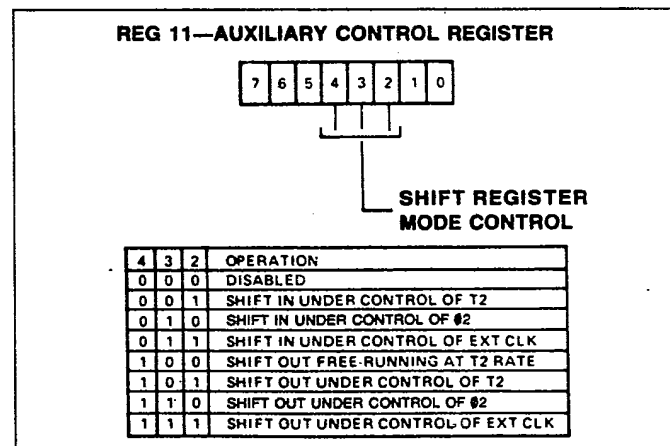 REG 11—AUXILIARY CONTROL REGISTER
7 6 5 4 3 2 1 0
SHIFT REGISTER
MODE CONTROL
4 3 2 OPERATION
0 0 0 DISABLED
0 0 1 SHIFT IN UNDER CONTROL OF T2
0 1 0 SHIFT IN UNDER CONTROL OF ø2
0 1 1 SHIFT IN UNDER CONTROL OF EXT CLK
1 0 0 SHIFT OUT FREE-RUNNING AT T2 RATE
1 0 1 SHIFT OUT UNDER CONTROL OF T2
1 1 0 SHIFT OUT UNDER CONTROL OF ø2
1 1 1 SHIFT OUT UNDER CONTROL OF EXT CLK